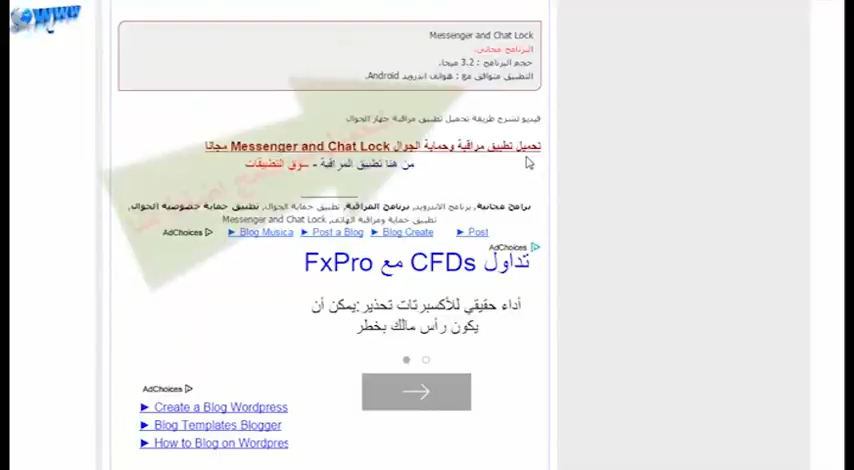 www
Messenger and Chat Lock
البرنامج مجاني.
حجم البرنامج : 3.2 ميجا.
التطبيق متوافق مع : هواتف اندرويد Android.
فيديو تشرح طريقة تحميل تطبيق مراقبة جهاز الجوال
تحميل تطبيق مراقبة وحماية الجوال Messenger and Chat Lock مجانا
من هنا تطبيق المراقبة - سوق التطبيقات
برامج مجانية, برنامج الاندرويد, برنامج المراقبة, تطبيق حماية الجوال, تطبيق حماية خصوصية الجوال,
تطبيق حماية ومراقبة الهاتف, Messenger and Chat Lock
AdChoices ► Blog Musica ► Post a Blog ► Blog Create ► Post
AdChoices
تداول CFDs مع FxPro
أداء حقيقي للأكسبرتات تحذير:يمكن أن
يكون رأس مالك بخطر
AdChoices
► Create a Blog Wordpress
► Blog Templates Blogger
► How to Blog on Wordpres